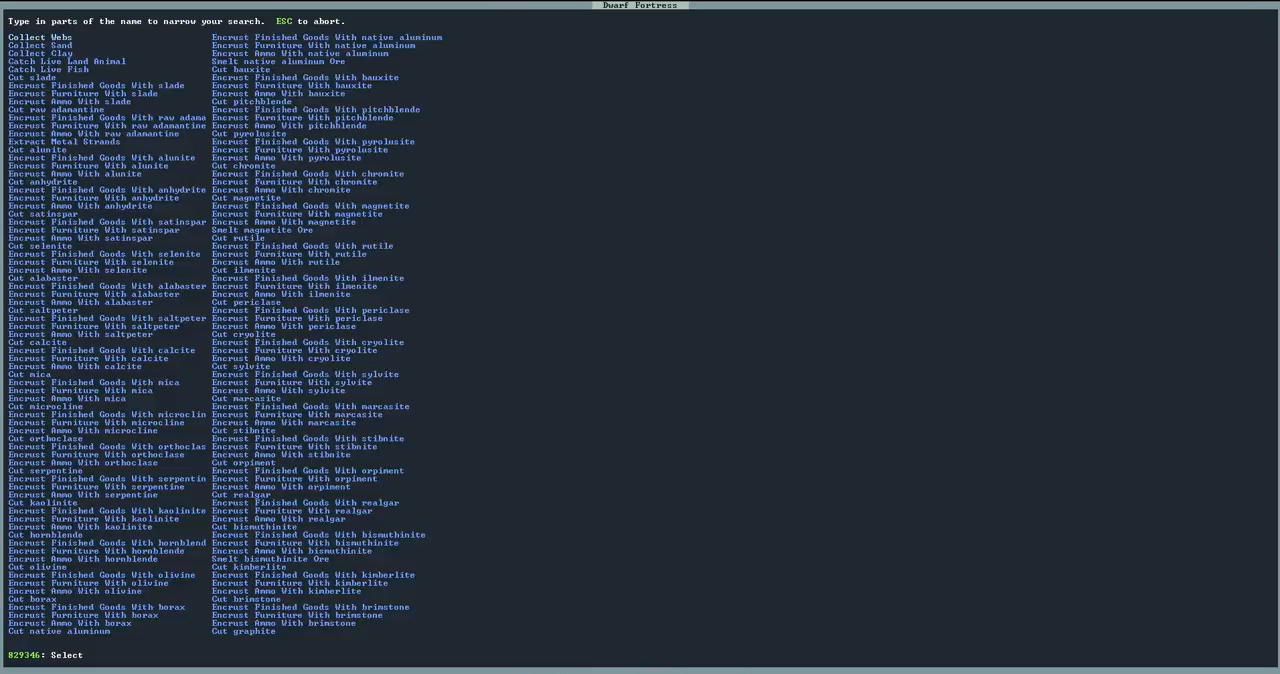 Dwarf Fortress
Type in parts of the name to narrow your search.  ESC to abort.
Collect Webs
Collect Sand
Collect Clay
Catch Live Land Animal
Catch Live Fish
Cut slade
Encrust Finished Goods With slade
Encrust Furniture With slade
Encrust Ammo With slade
Cut raw adamantine
Encrust Finished Goods With raw adama
Encrust Furniture With raw adamantine
Encrust Ammo With raw adamantine
Extract Metal Strands
Cut alunite
Encrust Finished Goods With alunite
Encrust Furniture With alunite
Encrust Ammo With alunite
Cut anhydrite
Encrust Finished Goods With anhydrite
Encrust Furniture With anhydrite
Encrust Ammo With anhydrite
Cut satinspar
Encrust Finished Goods With satinspar
Encrust Furniture With satinspar
Encrust Ammo With satinspar
Cut selenite
Encrust Finished Goods With selenite
Encrust Furniture With selenite
Encrust Ammo With selenite
Cut alabaster
Encrust Finished Goods With alabaster
Encrust Furniture With alabaster
Encrust Ammo With alabaster
Cut saltpeter
Encrust Finished Goods With saltpeter
Encrust Furniture With saltpeter
Encrust Ammo With saltpeter
Cut calcite
Encrust Finished Goods With calcite
Encrust Furniture With calcite
Encrust Ammo With calcite
Cut mica
Encrust Finished Goods With mica
Encrust Furniture With mica
Encrust Ammo With mica
Cut microcline
Encrust Finished Goods With microclin
Encrust Furniture With microcline
Encrust Ammo With microcline
Cut orthoclase
Encrust Finished Goods With orthoclas
Encrust Furniture With orthoclase
Encrust Ammo With orthoclase
Cut serpentine
Encrust Finished Goods With serpentin
Encrust Furniture With serpentine
Encrust Ammo With serpentine
Cut kaolinite
Encrust Finished Goods With kaolinite
Encrust Furniture With kaolinite
Encrust Ammo With kaolinite
Cut hornblende
Encrust Finished Goods With hornblend
Encrust Furniture With hornblende
Encrust Ammo With hornblende
Cut olivine
Encrust Finished Goods With olivine
Encrust Furniture With olivine
Encrust Ammo With olivine
Cut borax
Encrust Finished Goods With borax
Encrust Furniture With borax
Encrust Ammo With borax
Cut native aluminum
Encrust Finished Goods With native aluminum
Encrust Furniture With native aluminum
Encrust Ammo With native aluminum
Smelt native aluminum Ore
Cut bauxite
Encrust Finished Goods With bauxite
Encrust Furniture With bauxite
Encrust Ammo With bauxite
Cut pitchblende
Encrust Finished Goods With pitchblende
Encrust Furniture With pitchblende
Encrust Ammo With pitchblende
Cut pyrolusite
Encrust Finished Goods With pyrolusite
Encrust Furniture With pyrolusite
Encrust Ammo With pyrolusite
Cut chromite
Encrust Finished Goods With chromite
Encrust Furniture With chromite
Encrust Ammo With chromite
Cut magnetite
Encrust Finished Goods With magnetite
Encrust Furniture With magnetite
Encrust Ammo With magnetite
Smelt magnetite Ore
Cut rutile
Encrust Finished Goods With rutile
Encrust Furniture With rutile
Encrust Ammo With rutile
Cut ilmenite
Encrust Finished Goods With ilmenite
Encrust Furniture With ilmenite
Encrust Ammo With ilmenite
Cut periclase
Encrust Finished Goods With periclase
Encrust Furniture With periclase
Encrust Ammo With periclase
Cut cryolite
Encrust Finished Goods With cryolite
Encrust Furniture With cryolite
Encrust Ammo With cryolite
Cut sylvite
Encrust Finished Goods With sylvite
Encrust Furniture With sylvite
Encrust Ammo With sylvite
Cut marcasite
Encrust Finished Goods With marcasite
Encrust Furniture With marcasite
Encrust Ammo With marcasite
Cut stibnite
Encrust Finished Goods With stibnite
Encrust Furniture With stibnite
Encrust Ammo With stibnite
Cut orpiment
Encrust Finished Goods With orpiment
Encrust Furniture With orpiment
Encrust Ammo With orpiment
Cut realgar
Encrust Finished Goods With realgar
Encrust Furniture With realgar
Encrust Ammo With realgar
Cut bismuthinite
Encrust Finished Goods With bismuthinite
Encrust Furniture With bismuthinite
Encrust Ammo With bismuthinite
Smelt bismuthinite Ore
Cut kimberlite
Encrust Finished Goods With kimberlite
Encrust Furniture With kimberlite
Encrust Ammo With kimberlite
Cut brimstone
Encrust Finished Goods With brimstone
Encrust Furniture With brimstone
Encrust Ammo With brimstone
Cut graphite
829346: Select